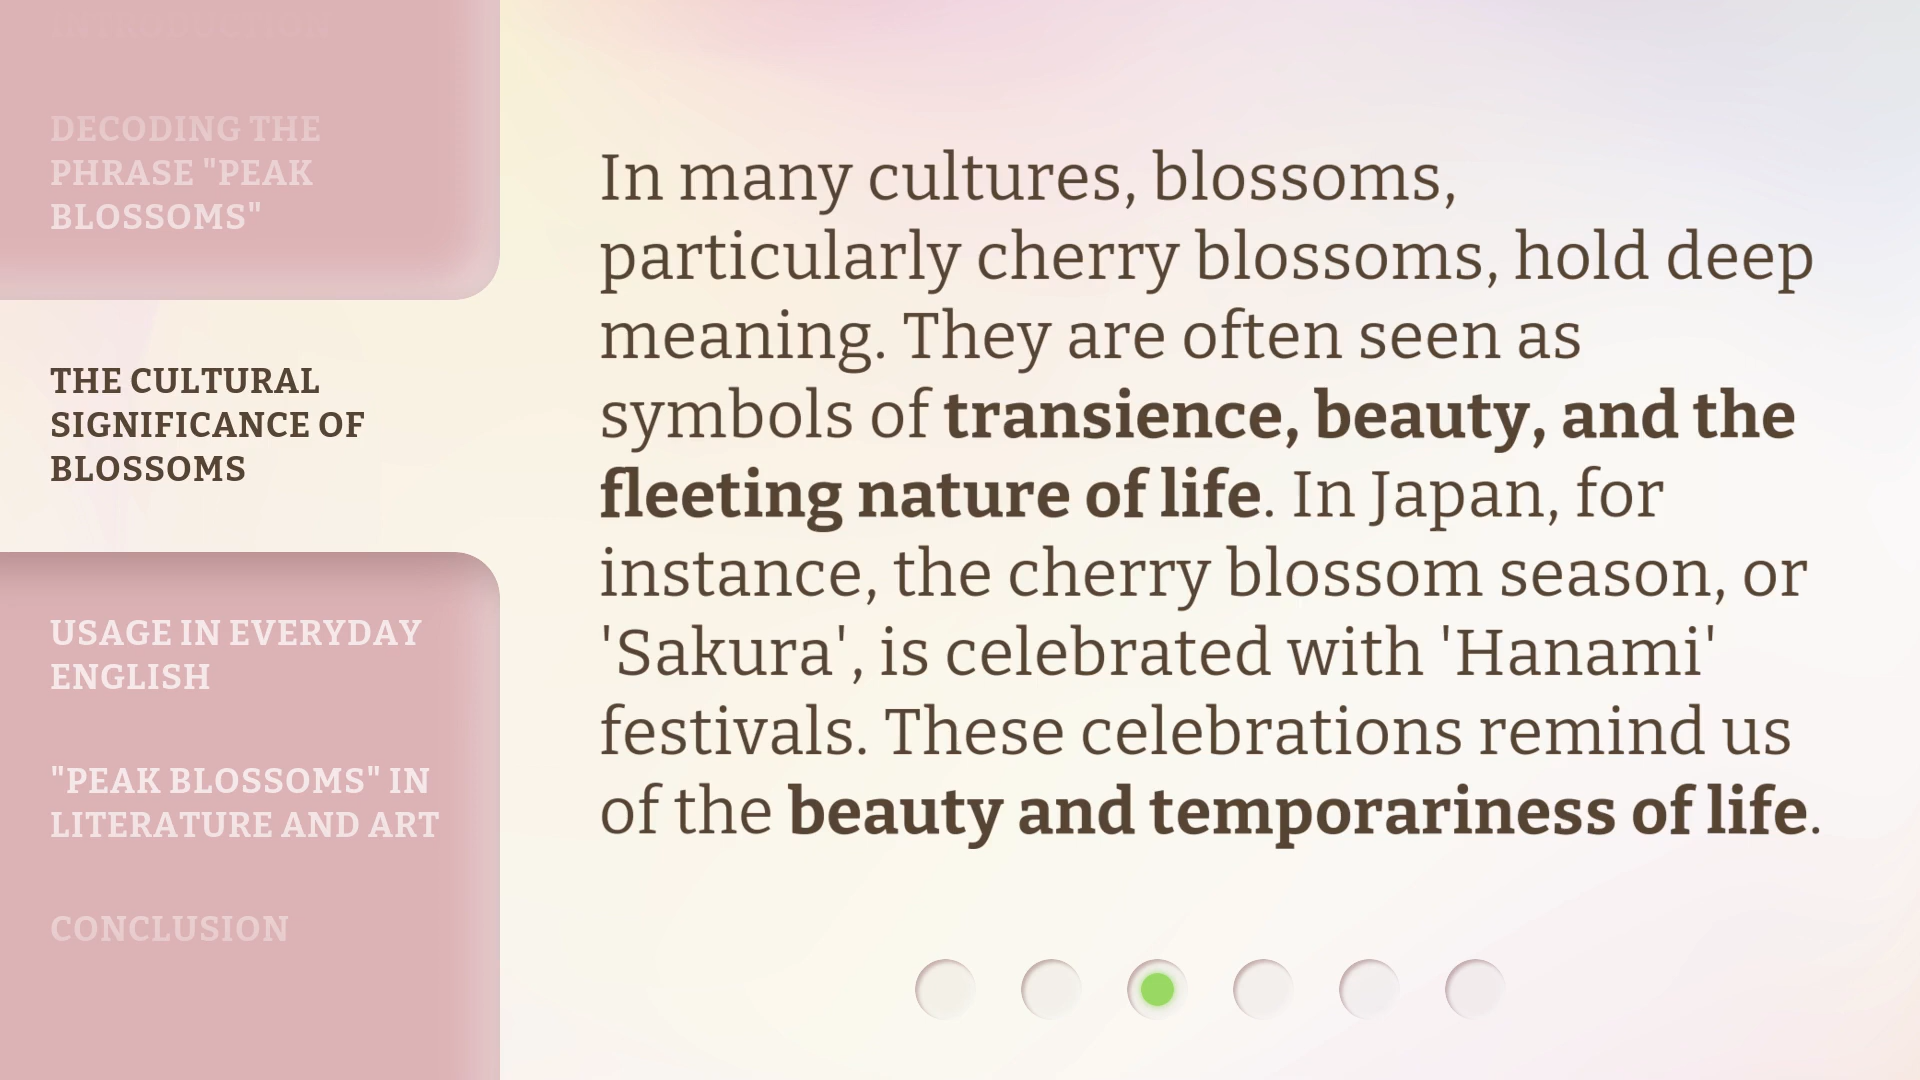 INTRODUCTION
DECODING THE
PHRASE "PEAK
BLOSSOMS"
THE CULTURAL
SIGNIFICANCE OF
BLOSSOMS
USAGE IN EVERYDAY
ENGLISH
"PEAK BLOSSOMS" IN
LITERATURE AND ART
CONCLUSION
In many cultures, blossoms,
particularly cherry blossoms, hold deep
meaning. They are often seen as
symbols of transience, beauty, and the
fleeting nature of life. In Japan, for
instance, the cherry blossom season, or
'Sakura', is celebrated with 'Hanami'
festivals. These celebrations remind us
of the beauty and temporariness of life.